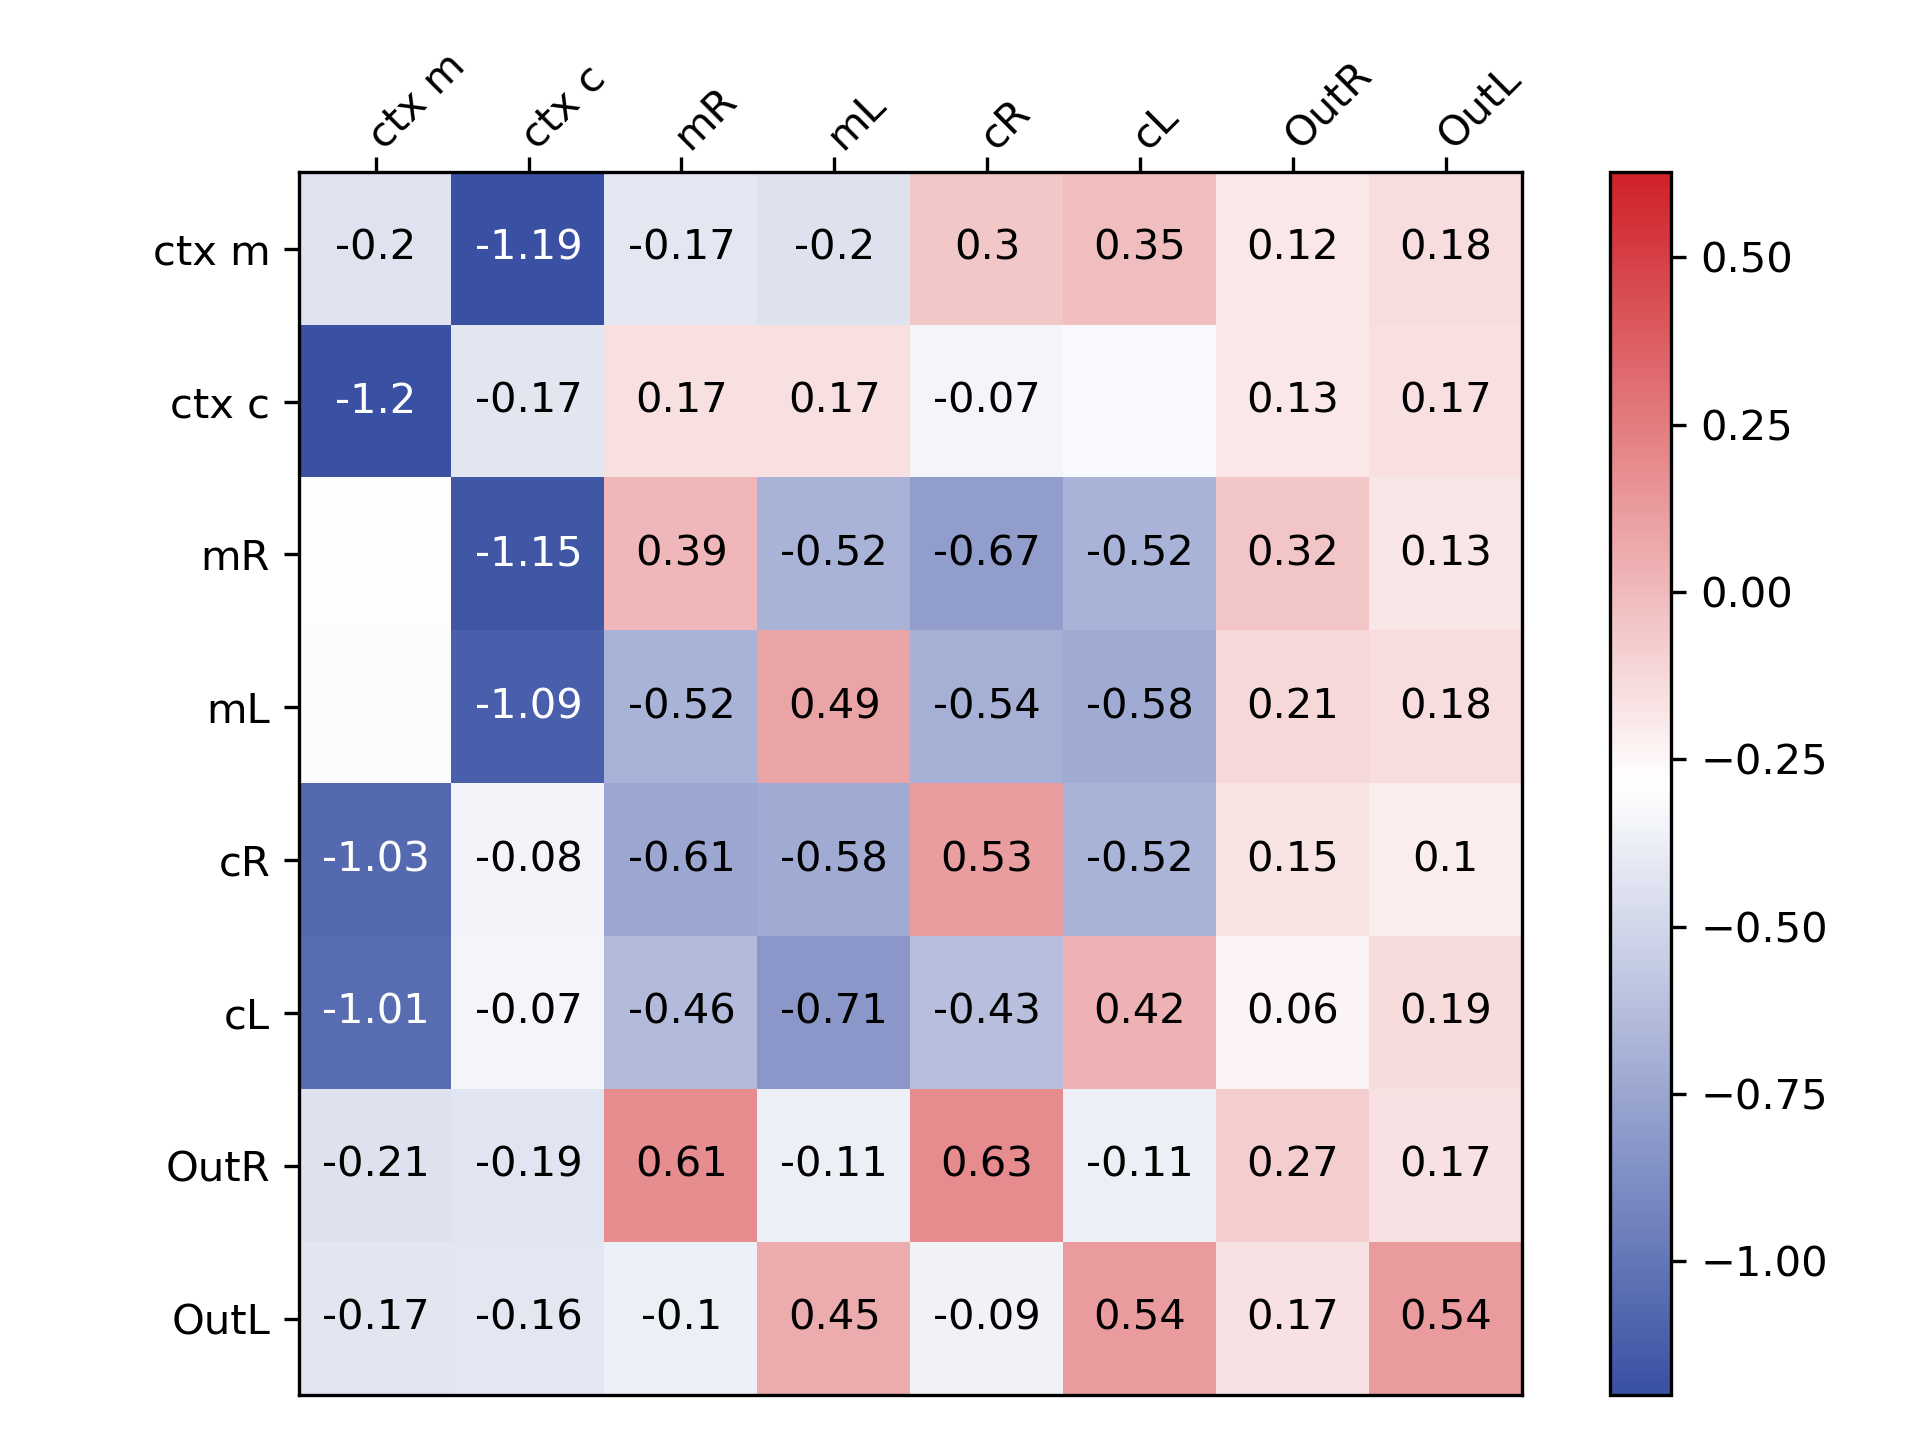 ctx m ctx c mR mL cR cL OutR OutL
ctx m -0.2 -1.19 -0.17 -0.2 0.3 0.35 0.12 0.18
ctx c -1.2 -0.17 0.17 0.17 -0.07 0.13 0.17
mR -1.15 0.39 -0.52 -0.67 -0.52 0.32 0.13
mL -1.09 -0.52 0.49 -0.54 -0.58 0.21 0.18
cR -1.03 -0.08 -0.61 -0.58 0.53 -0.52 0.15 0.1
cL -1.01 -0.07 -0.46 -0.71 -0.43 0.42 0.06 0.19
OutR -0.21 -0.19 0.61 -0.11 0.63 -0.11 0.27 0.17
OutL -0.17 -0.16 -0.1 0.45 -0.09 0.54 0.17 0.54
0.50
0.25
0.00
−0.25
−0.50
−0.75
−1.00